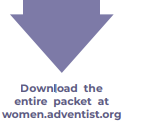 Download the
entire packet at
women.adventist.org